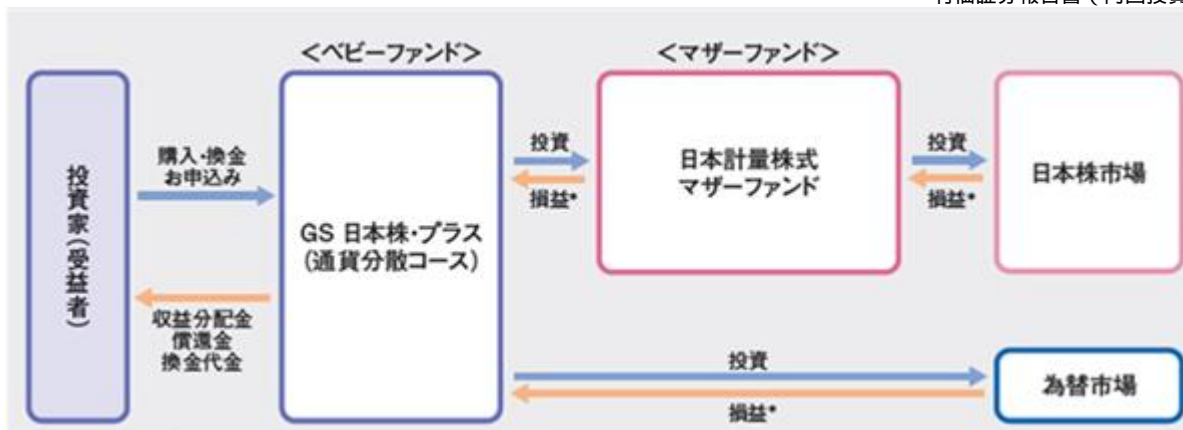 ＜ベビーファンド＞
＜マザーファンド＞
投資家(受益者)
購入・換金
お申込み
収益分配金
償還金
換金代金
GS 日本株・プラス
(通貨分散コース)
投資
損益*
日本計量株式
マザーファンド
投資
損益*
日本株市場
投資
損益*
為替市場